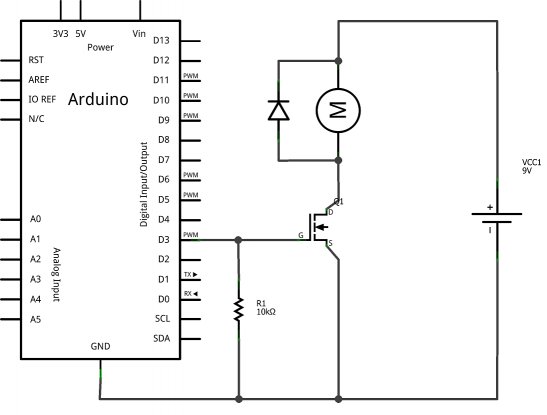 3V3 5V Vin
Power
RST
AREF
IO REF
N/C
Arduino
A0
A1
A2
A3
A4
A5
Analog Input
Digital Input/Output
D13
D12
PWM
D11
PWM
D10
PWM
D9
D8
D7
PWM
D6
PWM
D5
D4
PWM
D3
D2
TX
D1
RX
D0
SCL
SDA
GND
M
Q1
D
G
S
R1
10kΩ
VCC1
9V
+